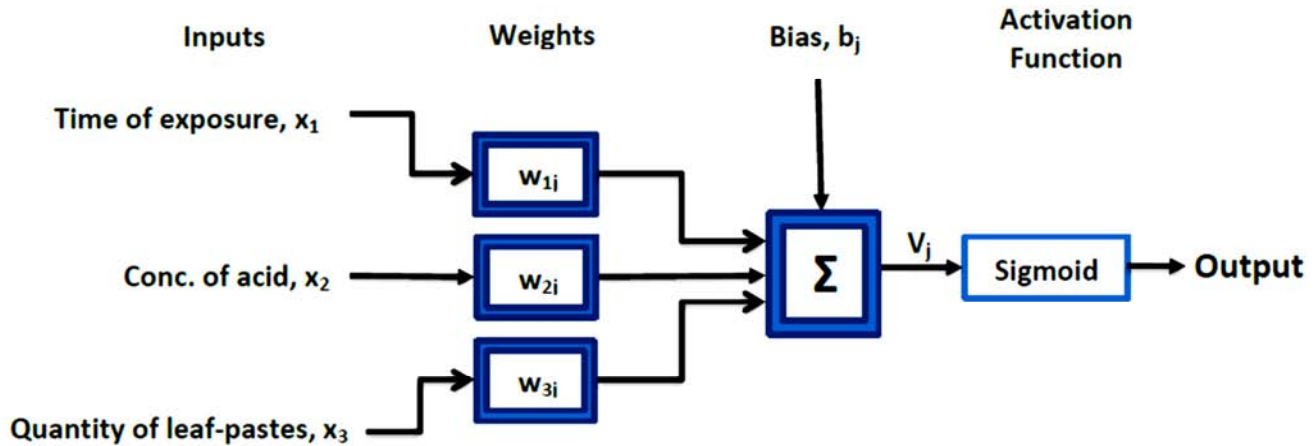 Inputs
Weights
Bias, bⱼ
Activation
Function
Time of exposure, x₁
w₁ⱼ
Conc. of acid, x₂
w₂ⱼ
Σ
Vⱼ
Sigmoid
Output
w₃ⱼ
Quantity of leaf-pastes, x₃